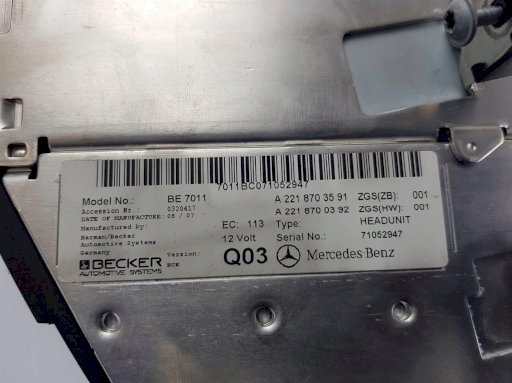 7011BC071052947
Model No.: BE 7011 A 221 870 35 91 ZGS(ZB): 001
Accession Nr.: 0320417 A 221 870 03 92 ZGS(HW): 001
DATE OF MANUFACTURE: 08 / 07
Manufactured by: EC: 113 Type: HEADUNIT
Harman/Becker
Automotive Systems 12 Volt Serial No.: 71052947
Germany Version: ECE
BECKER Q03 Mercedes-Benz
AUTOMOTIVE SYSTEMS